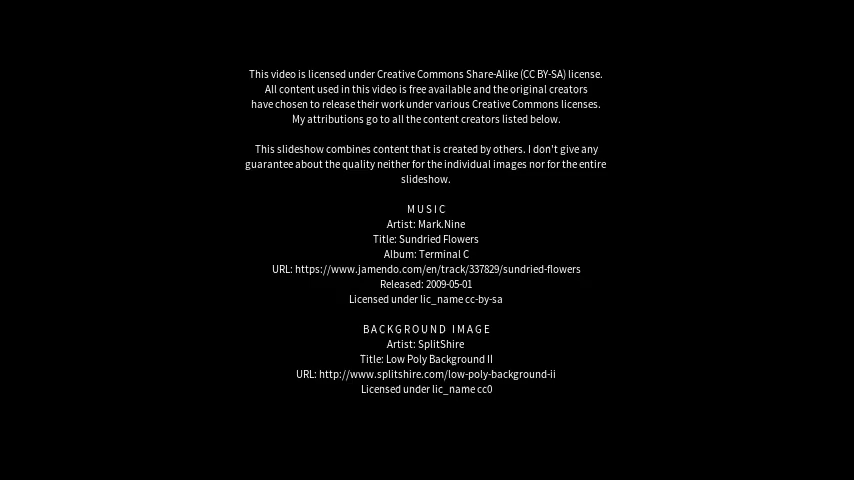 This video is licensed under Creative Commons Share-Alike (CC BY-SA) license.
All content used in this video is free available and the original creators
have chosen to release their work under various Creative Commons licenses.
My attributions go to all the content creators listed below.
This slideshow combines content that is created by others. I don't give any
guarantee about the quality neither for the individual images nor for the entire
slideshow.
M U S I C
Artist: Mark.Nine
Title: Sundried Flowers
Album: Terminal C
URL: https://www.jamendo.com/en/track/337829/sundried-flowers
Released: 2009-05-01
Licensed under lic_name cc-by-sa
B A C K G R O U N D   I M A G E
Artist: SplitShire
Title: Low Poly Background II
URL: http://www.splitshire.com/low-poly-background-ii
Licensed under lic_name cc0